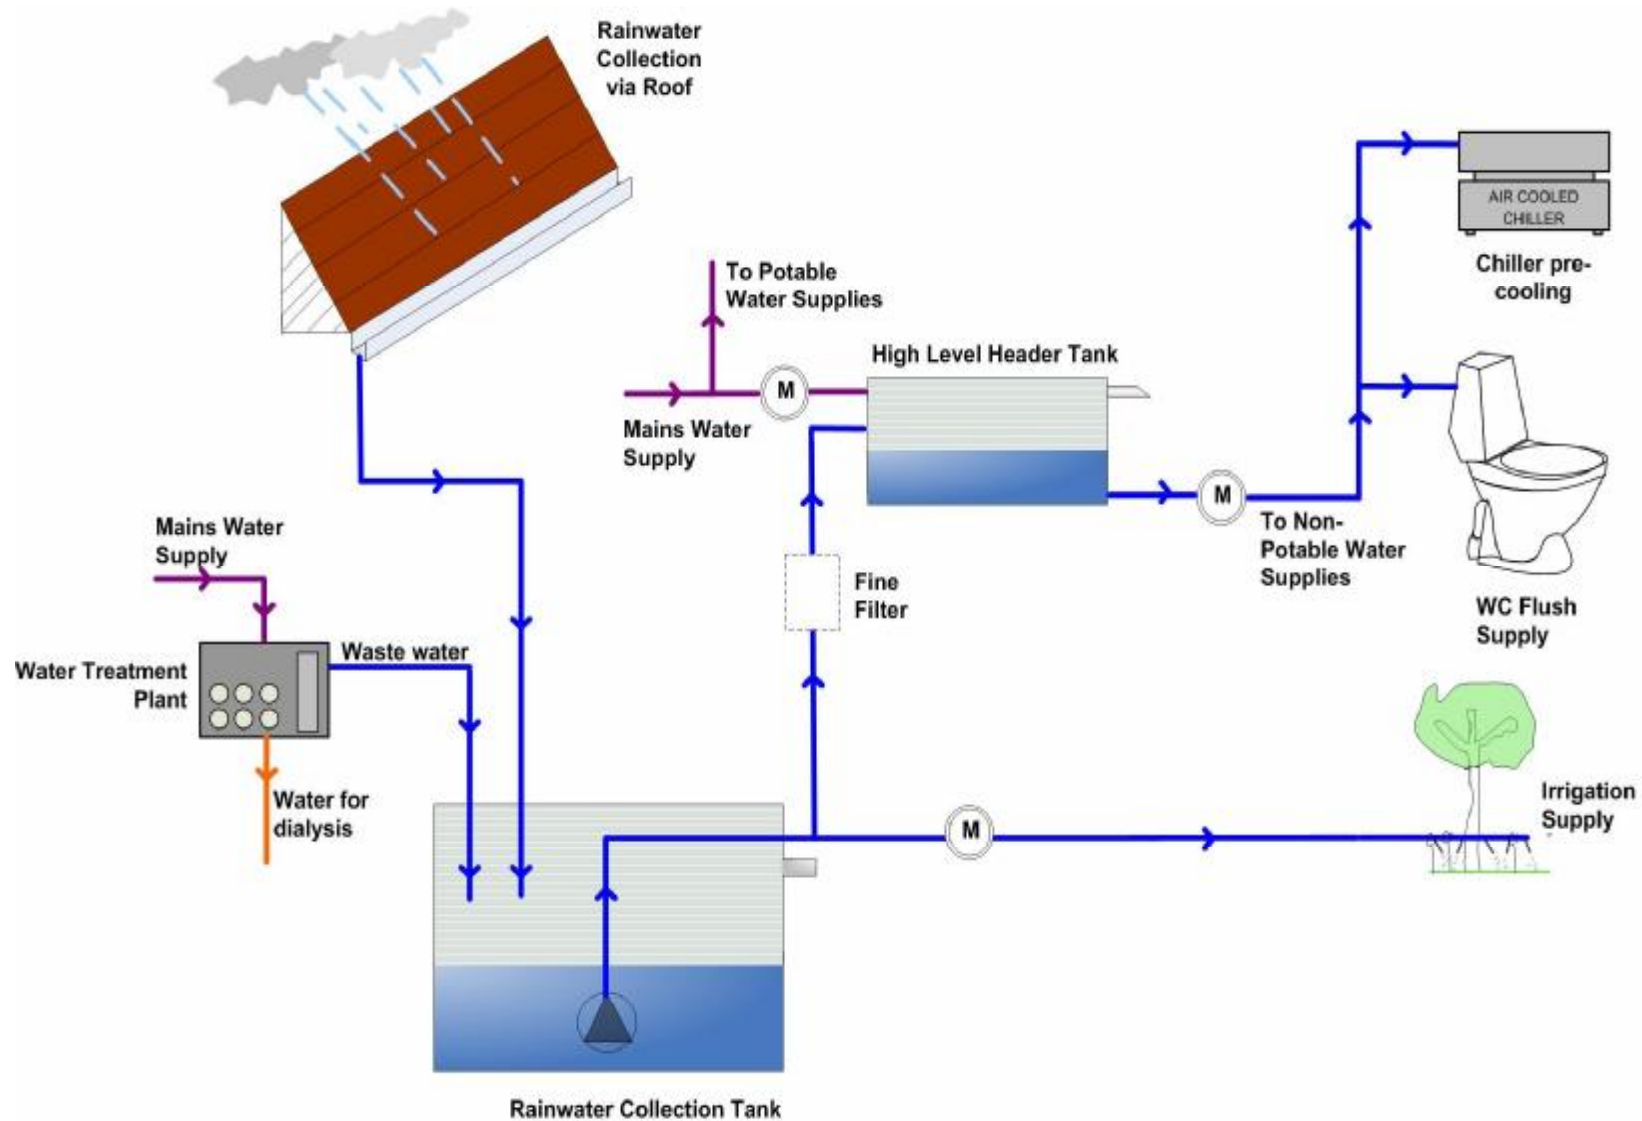 Rainwater
Collection
via Roof
AIR COOLED
CHILLER
Chiller pre-
cooling
To Potable
Water Supplies
High Level Header Tank
M
Mains Water
Supply
M
To Non-
Potable Water
Supplies
WC Flush
Supply
Mains Water
Supply
Fine
Filter
Waste water
Water Treatment
Plant
Water for
dialysis
M
Irrigation
Supply
Rainwater Collection Tank